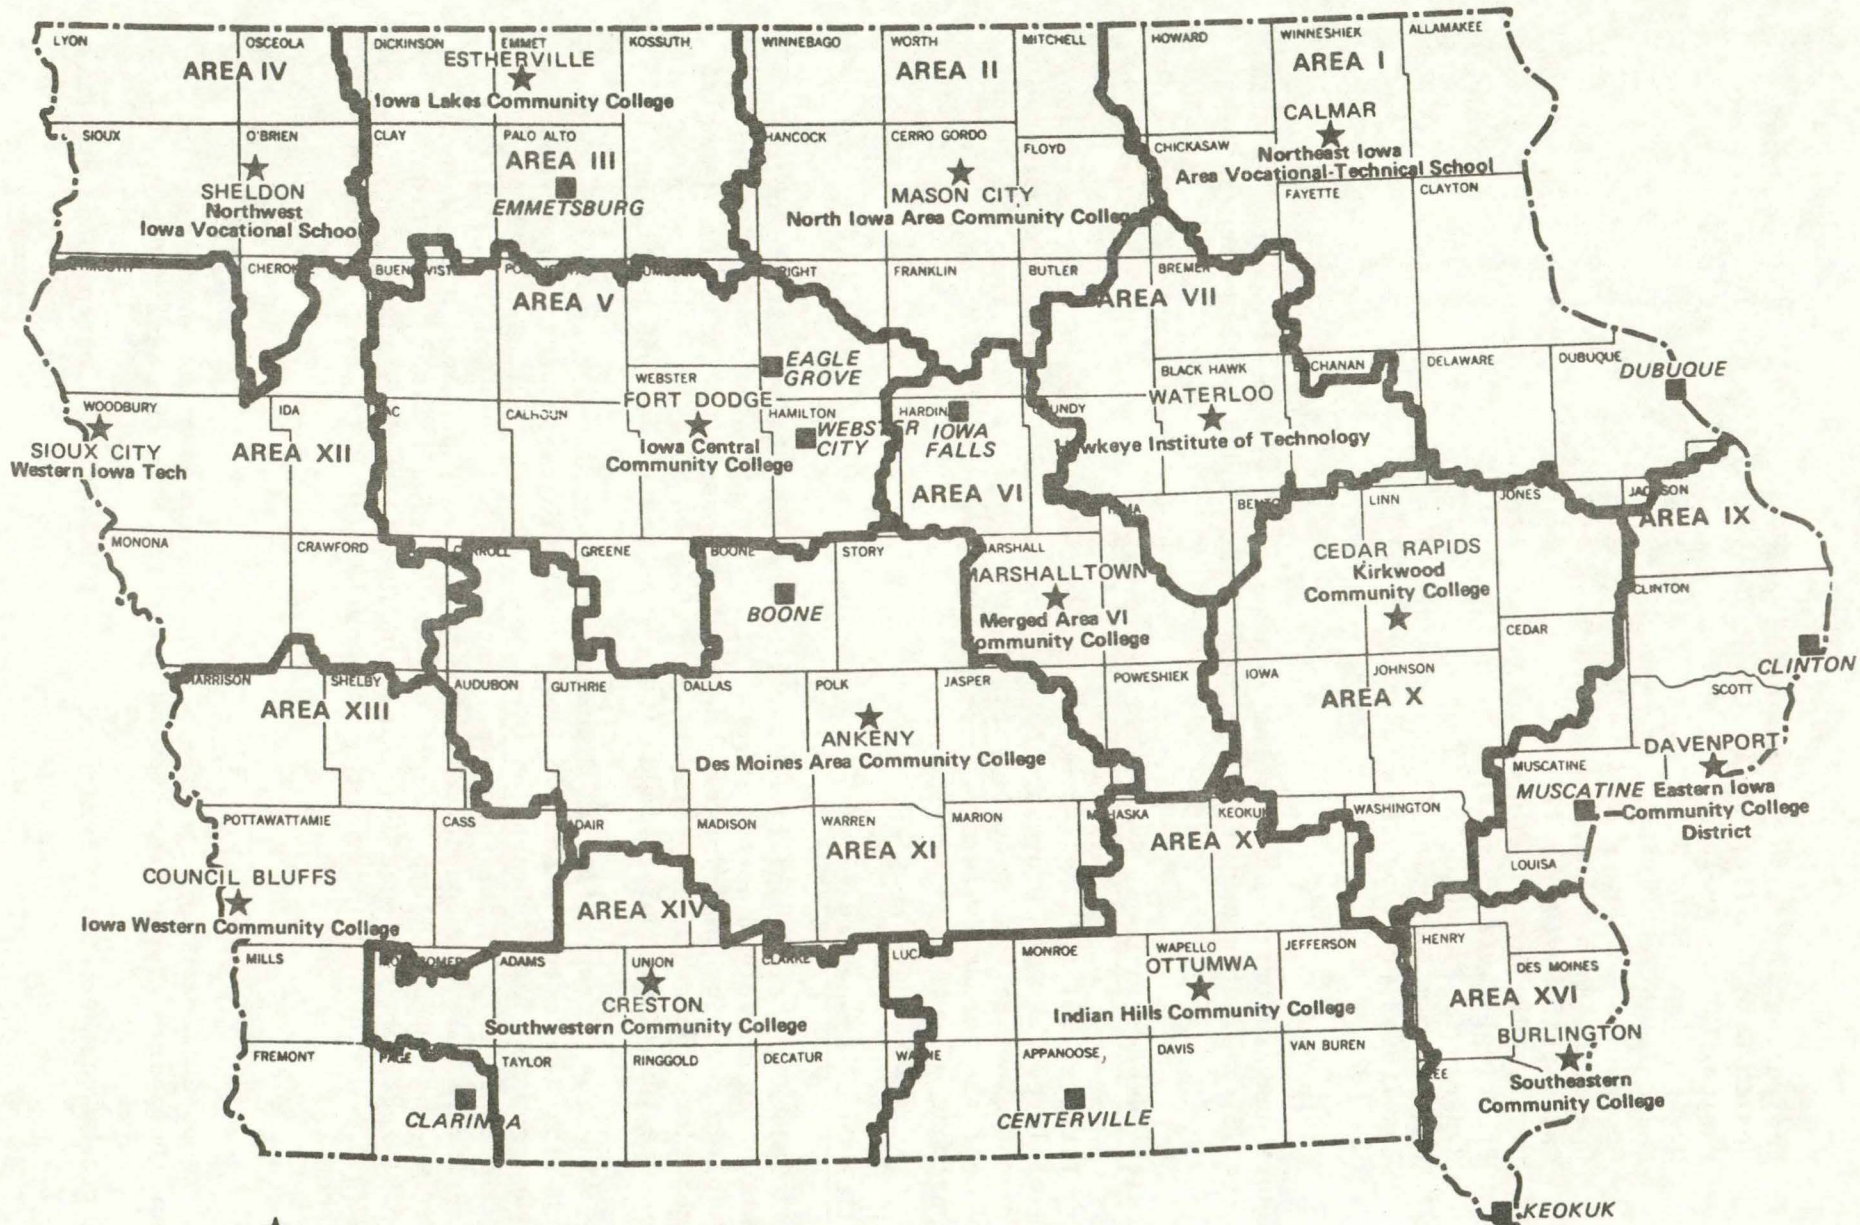 LYON
OSCEOLA
DICKINSON
EMMET
KOSSUTH
WINNEBAGO
WORTH
MITCHELL
HOWARD
WINNESHIEK
ALLAMAKEE
AREA IV
ESTHERVILLE
Iowa Lakes Community College
AREA II
AREA I
CALMAR
Northeast Iowa
Area Vocational-Technical School
SIOUX
O'BRIEN
CLAY
PALO ALTO
HANCOCK
CERRO GORDO
FLOYD
CHICKASAW
FAYETTE
CLAYTON
AREA III
EMMETSBURG
SHELDON
Northwest
Iowa Vocational School
MASON CITY
North Iowa Area Community College
CHEROKEE
FRANKLIN
BUTLER
BREMER
AREA V
AREA VII
EAGLE
GROVE
WEBSTER
BLACK HAWK
DELAWARE
DUBUQUE
DUBUQUE
WOODBURY
IDA
CALHOUN
HAMILTON
HARDIN
SIOUX CITY
Western Iowa Tech
AREA XII
FORT DODGE
Iowa Central
Community College
WEBSTER
CITY
IOWA
FALLS
WATERLOO
Hawkeye Institute of Technology
AREA VI
LINN
JONES
JACKSON
AREA IX
MONONA
CRAWFORD
GREENE
BOONE
STORY
MARSHALL
BOONE
MARSHALLTOWN
Merged Area VI
Community College
CEDAR RAPIDS
Kirkwood
Community College
CLINTON
CEDAR
CLINTON
HARRISON
SHELBY
AUDUBON
GUTHRIE
DALLAS
POLK
JASPER
POWESHIEK
IOWA
JOHNSON
SCOTT
AREA XIII
AREA X
ANKENY
Des Moines Area Community College
DAVENPORT
Eastern Iowa
Community College
District
MUSCATINE
MUSCATINE
POTTAWATTAMIE
CASS
ADAIR
MADISON
WARREN
MARION
MAHASKA
KEOKUK
WASHINGTON
LOUISA
AREA XI
AREA XV
COUNCIL BLUFFS
Iowa Western Community College
AREA XIV
MILLS
ADAMS
UNION
CLARKE
LUCAS
MONROE
WAPELLO
JEFFERSON
HENRY
DES MOINES
CRESTON
Southwestern Community College
OTTUMWA
Indian Hills Community College
AREA XVI
BURLINGTON
Southeastern
Community College
FREMONT
PAGE
TAYLOR
RINGGOLD
DECATUR
WAYNE
APPANOOSE
DAVIS
VAN BUREN
LEE
CLARINDA
CENTERVILLE
KEOKUK